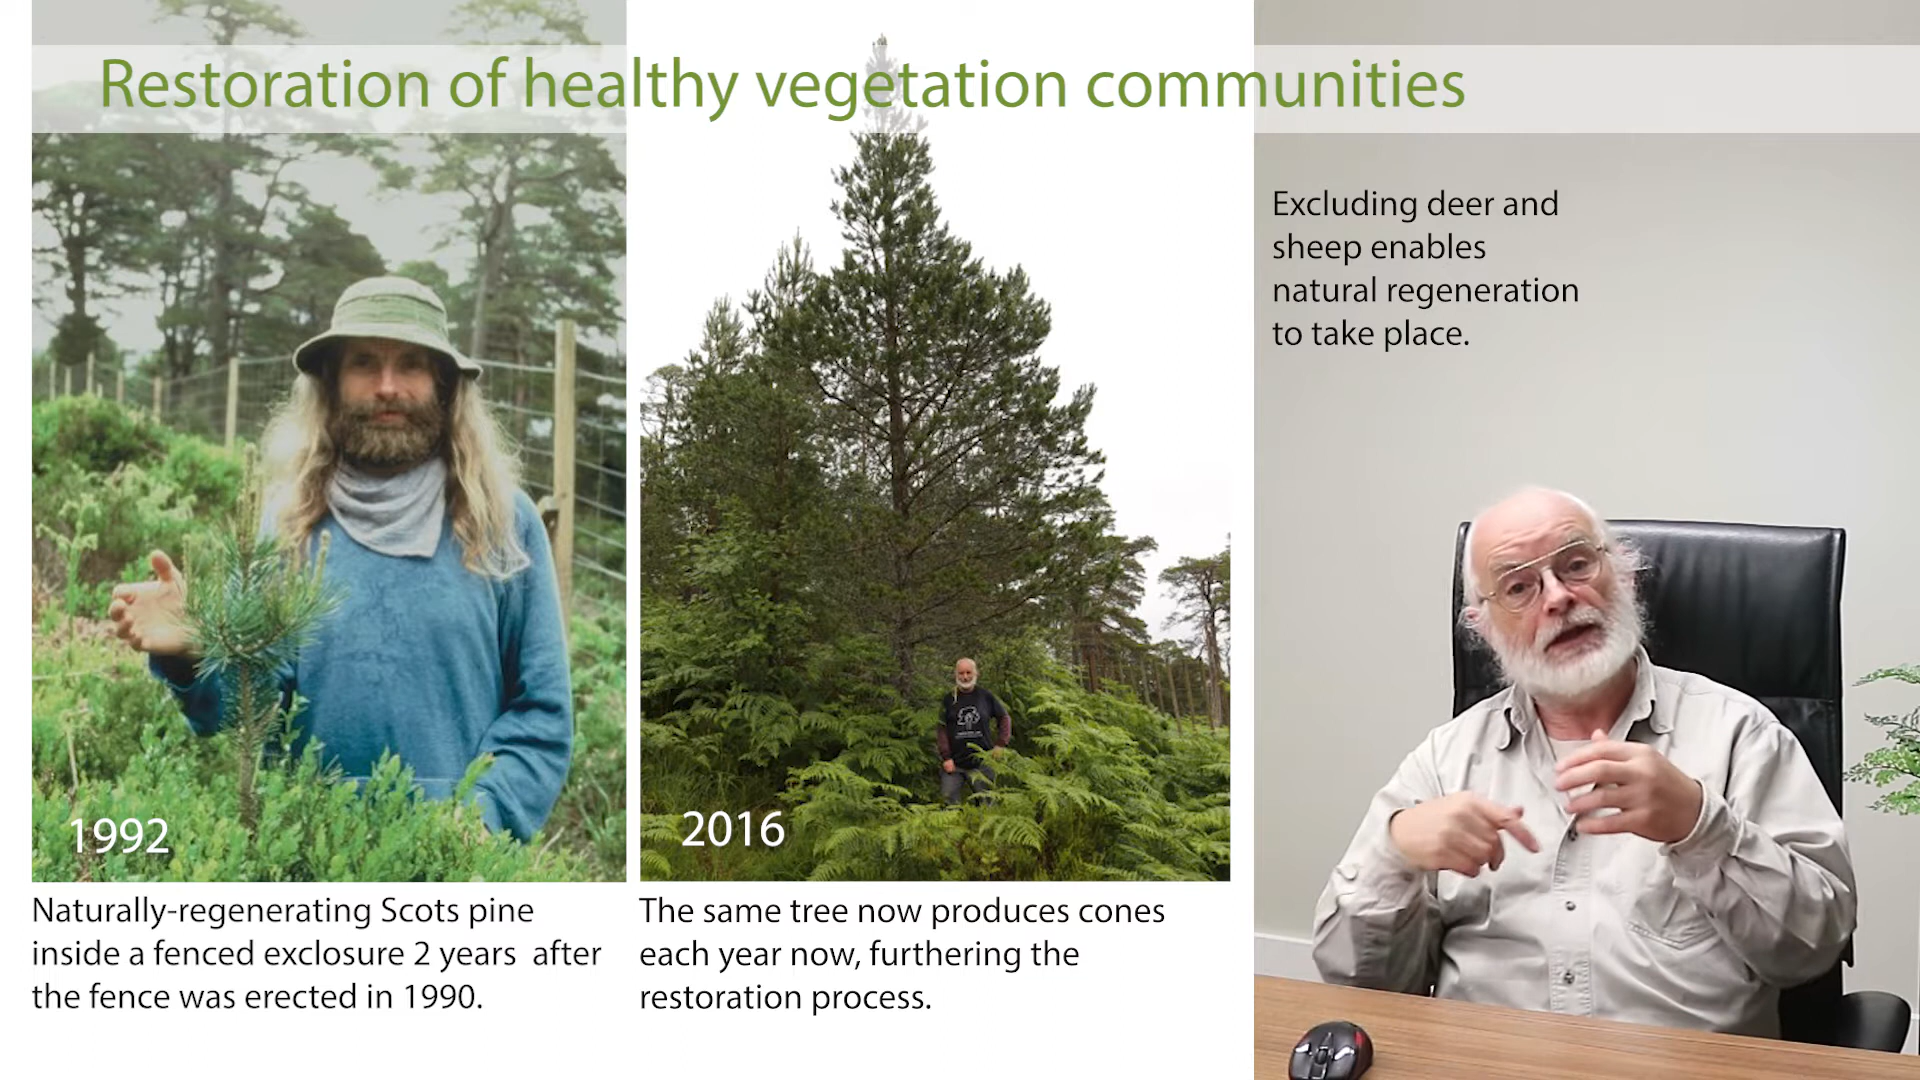 Restoration of healthy vegetation communities
Excluding deer and
sheep enables
natural regeneration
to take place.
1992
2016
Naturally-regenerating Scots pine
inside a fenced exclosure 2 years after
the fence was erected in 1990.
The same tree now produces cones
each year now, furthering the
restoration process.